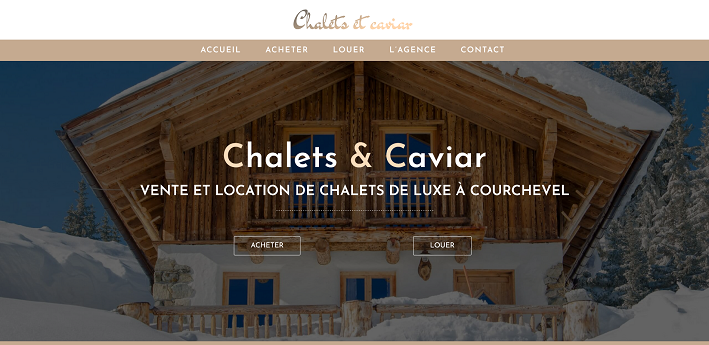 Chalets et caviar
ACCUEIL ACHETER LOUER L'AGENCE CONTACT
Chalets & Caviar
VENTE ET LOCATION DE CHALETS DE LUXE À COURCHEVEL
ACHETER LOUER